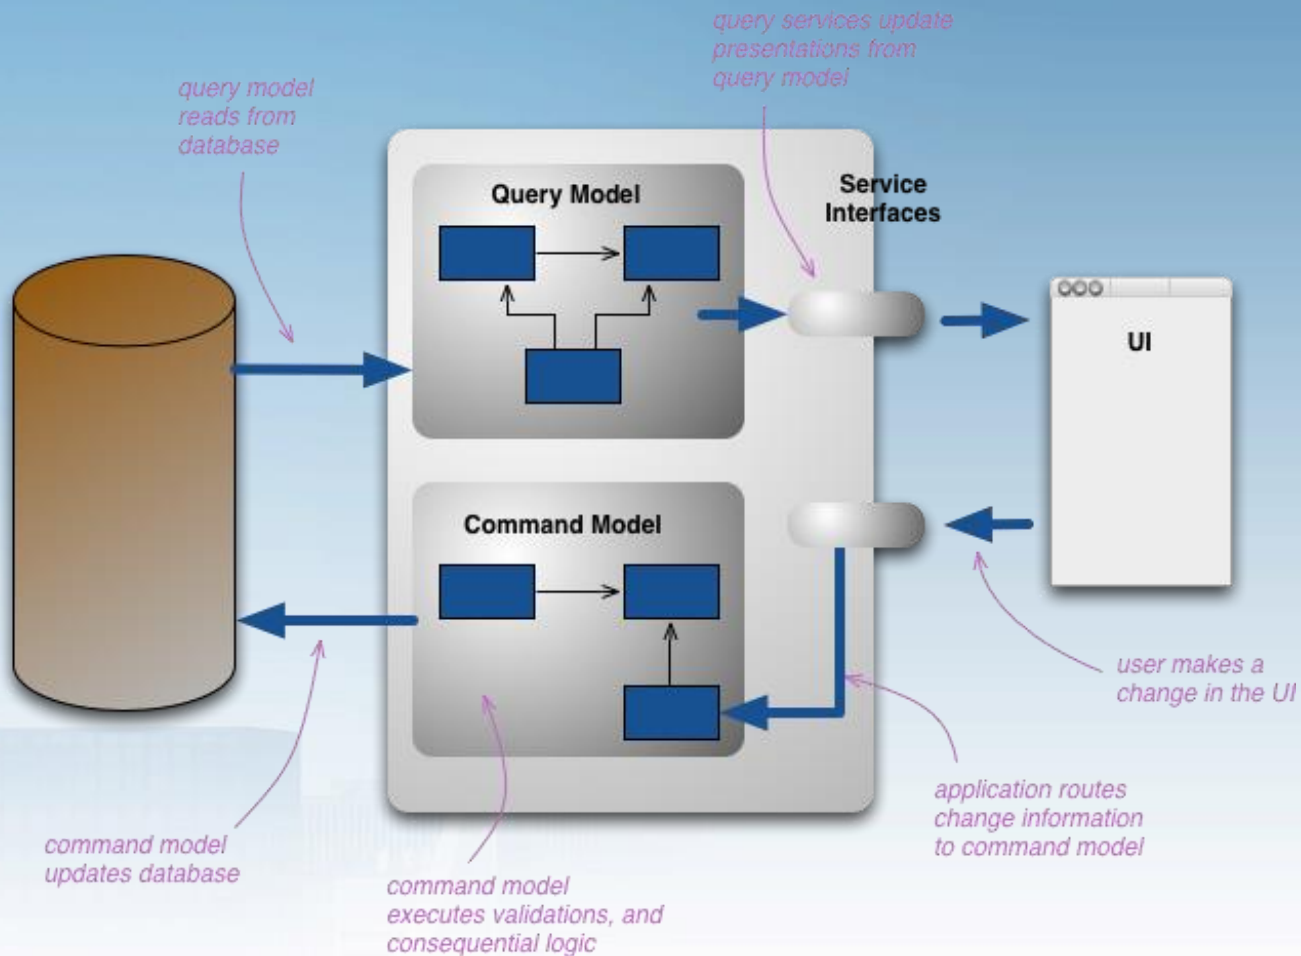 query services update
presentations from
query model
query model
reads from
database
Query Model
Service
Interfaces
UI
Command Model
user makes a
change in the UI
application routes
change information
to command model
command model
updates database
command model
executes validations, and
consequential logic